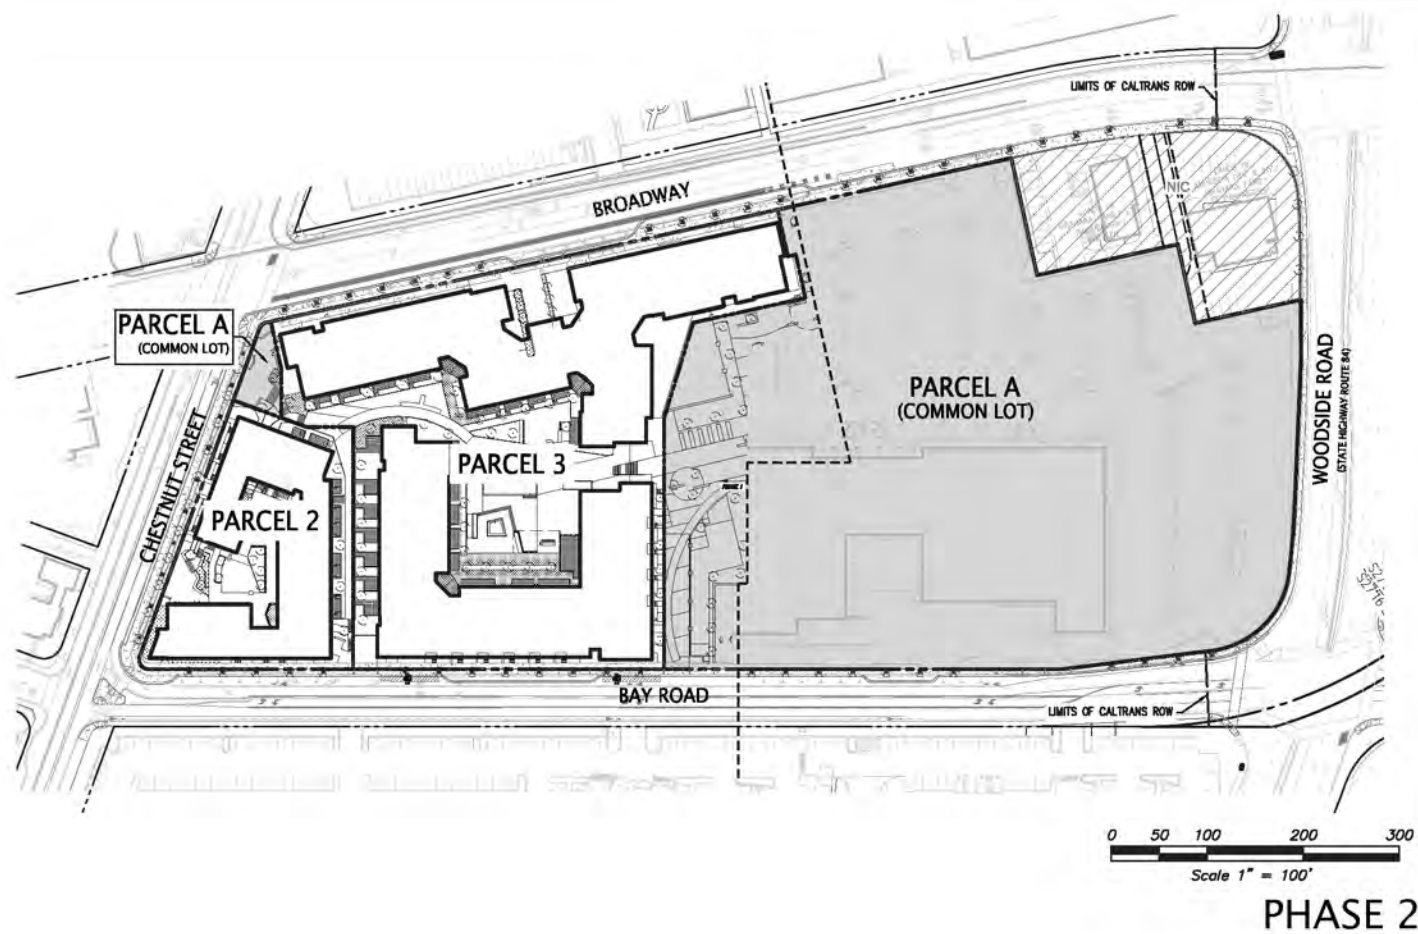 LIMITS OF CALTRANS ROW
BROADWAY
NIC
PARCEL A
(COMMON LOT)
PARCEL A
(COMMON LOT)
WOODSIDE ROAD
(STATE HIGHWAY ROUTE 84)
CHESTNUT STREET
PARCEL 3
PARCEL 2
BAY ROAD
LIMITS OF CALTRANS ROW
0 50 100 200 300
Scale 1" = 100'
PHASE 2